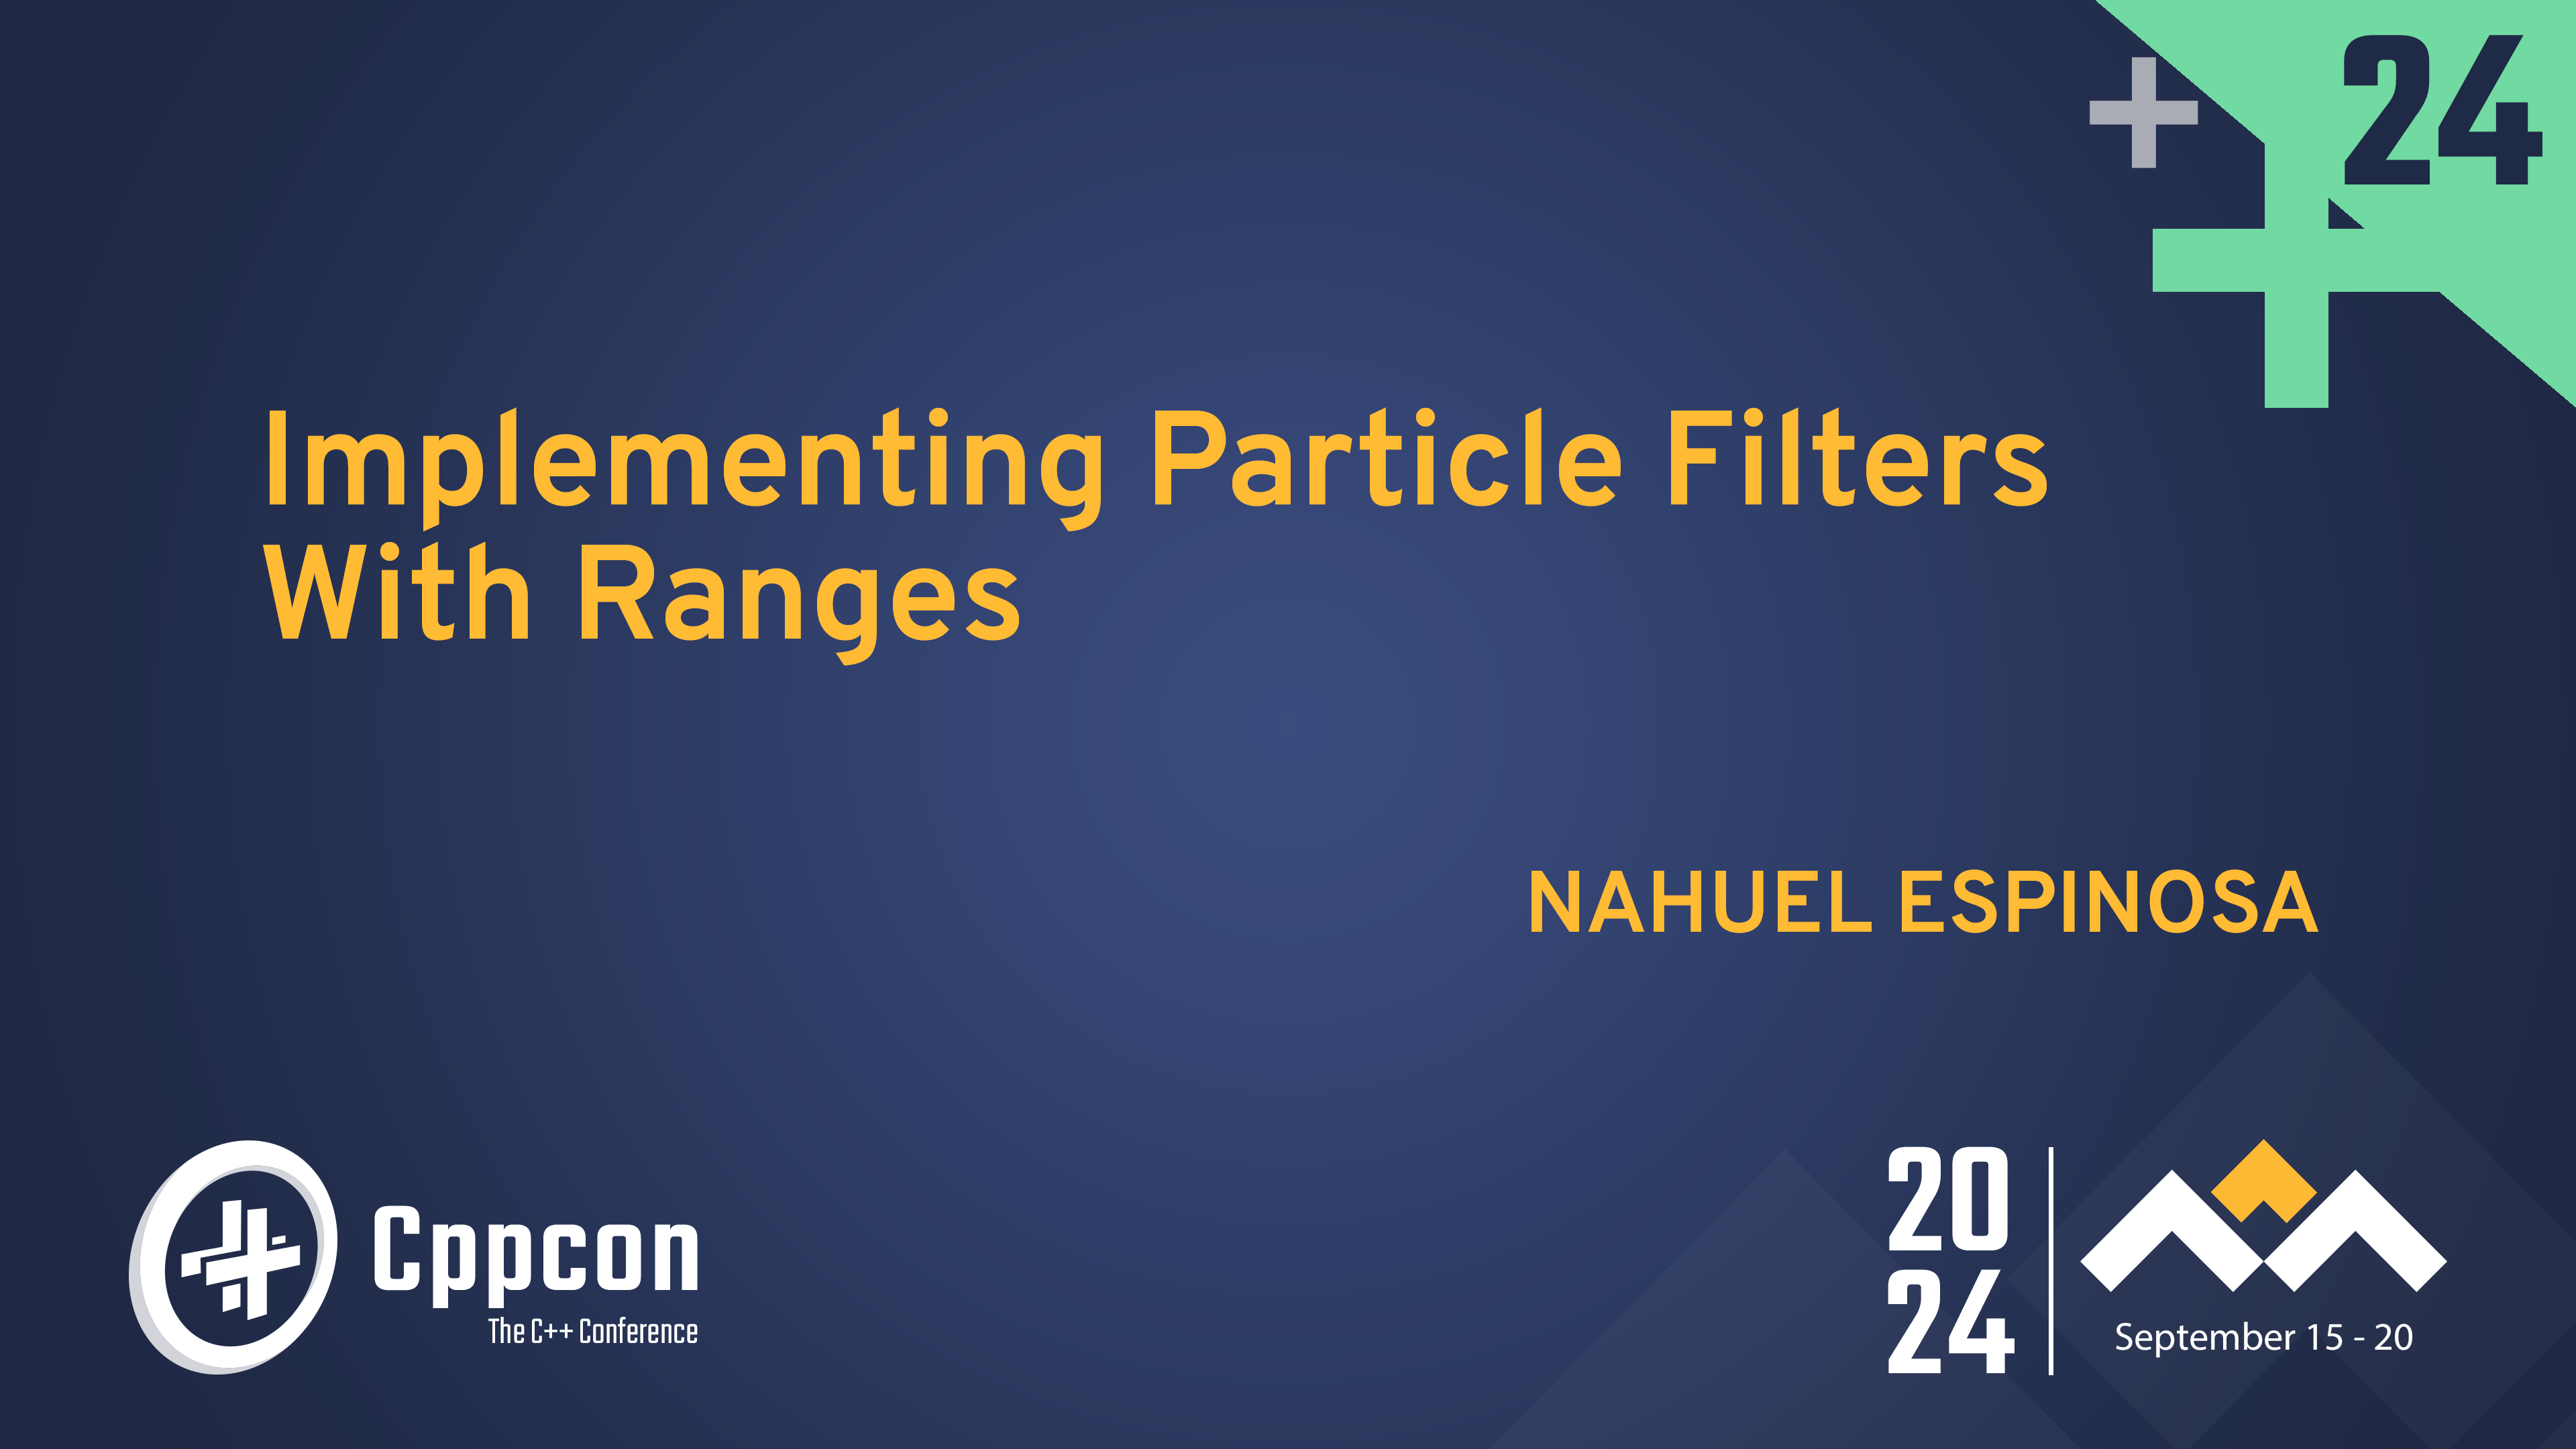 24
Implementing Particle Filters
With Ranges
NAHUEL ESPINOSA
Cppcon
The C++ Conference
20
24
September 15 - 20